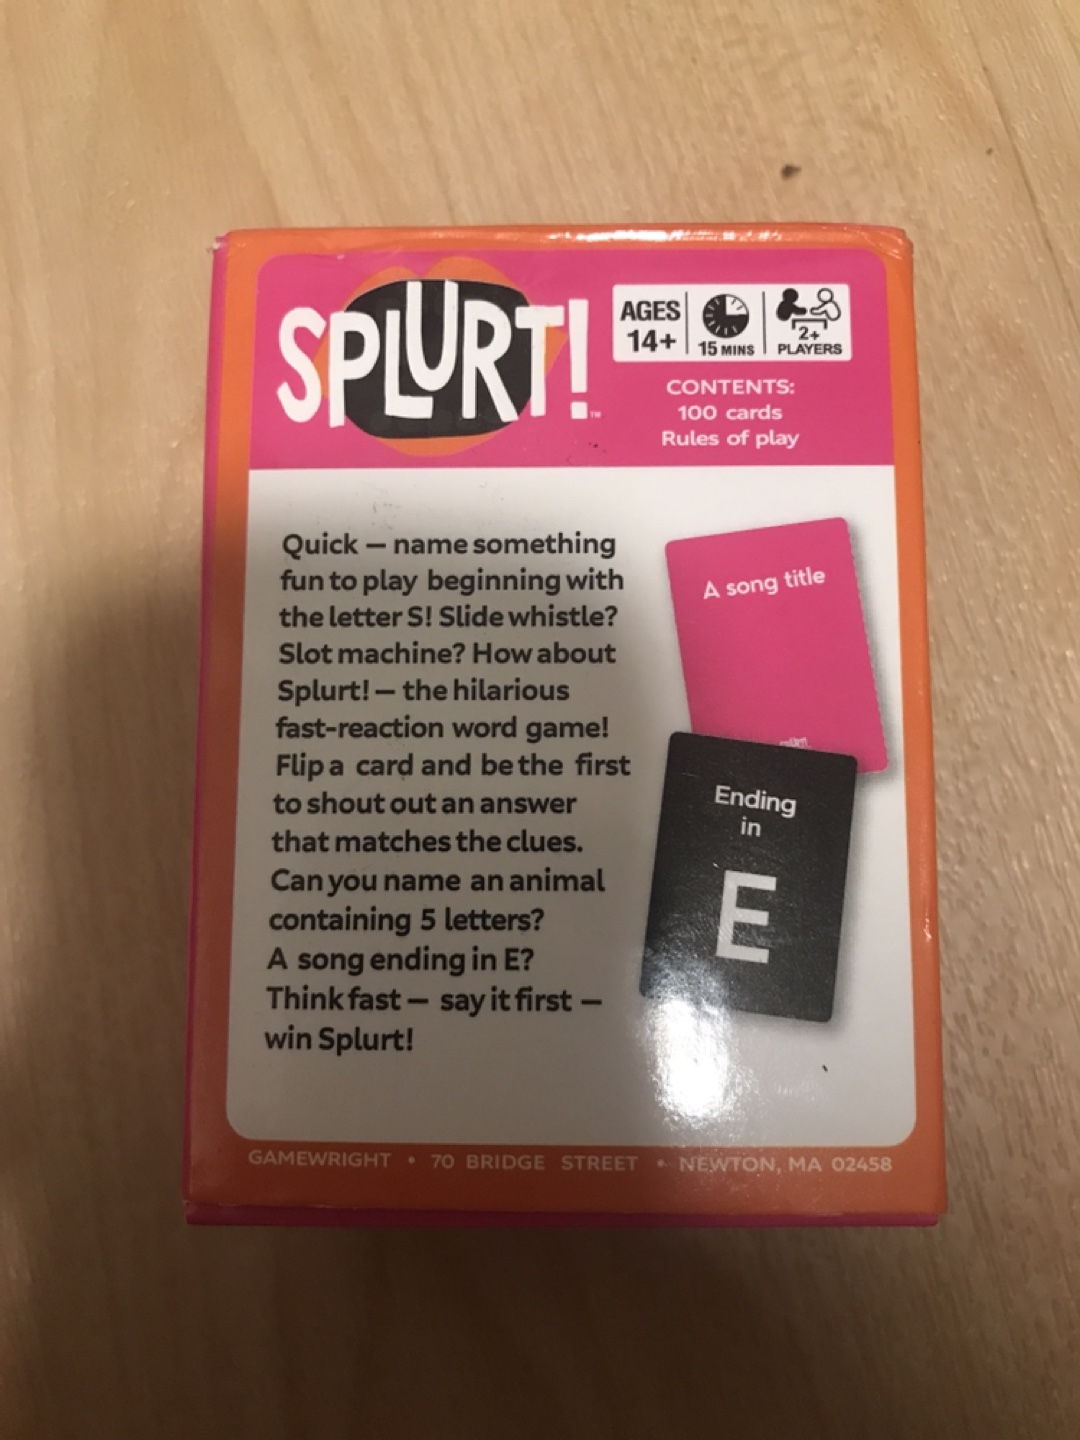 SPLURT!™
AGES
14+
15 MINS
2+
PLAYERS
CONTENTS:
100 cards
Rules of play
Quick — name something
fun to play beginning with
the letter S! Slide whistle?
Slot machine? How about
Splurt! — the hilarious
fast-reaction word game!
Flip a card and be the first
to shout out an answer
that matches the clues.
Can you name an animal
containing 5 letters?
A song ending in E?
Think fast — say it first —
win Splurt!
A song title
Ending
in
E
GAMEWRIGHT • 70 BRIDGE STREET • NEWTON, MA 02458